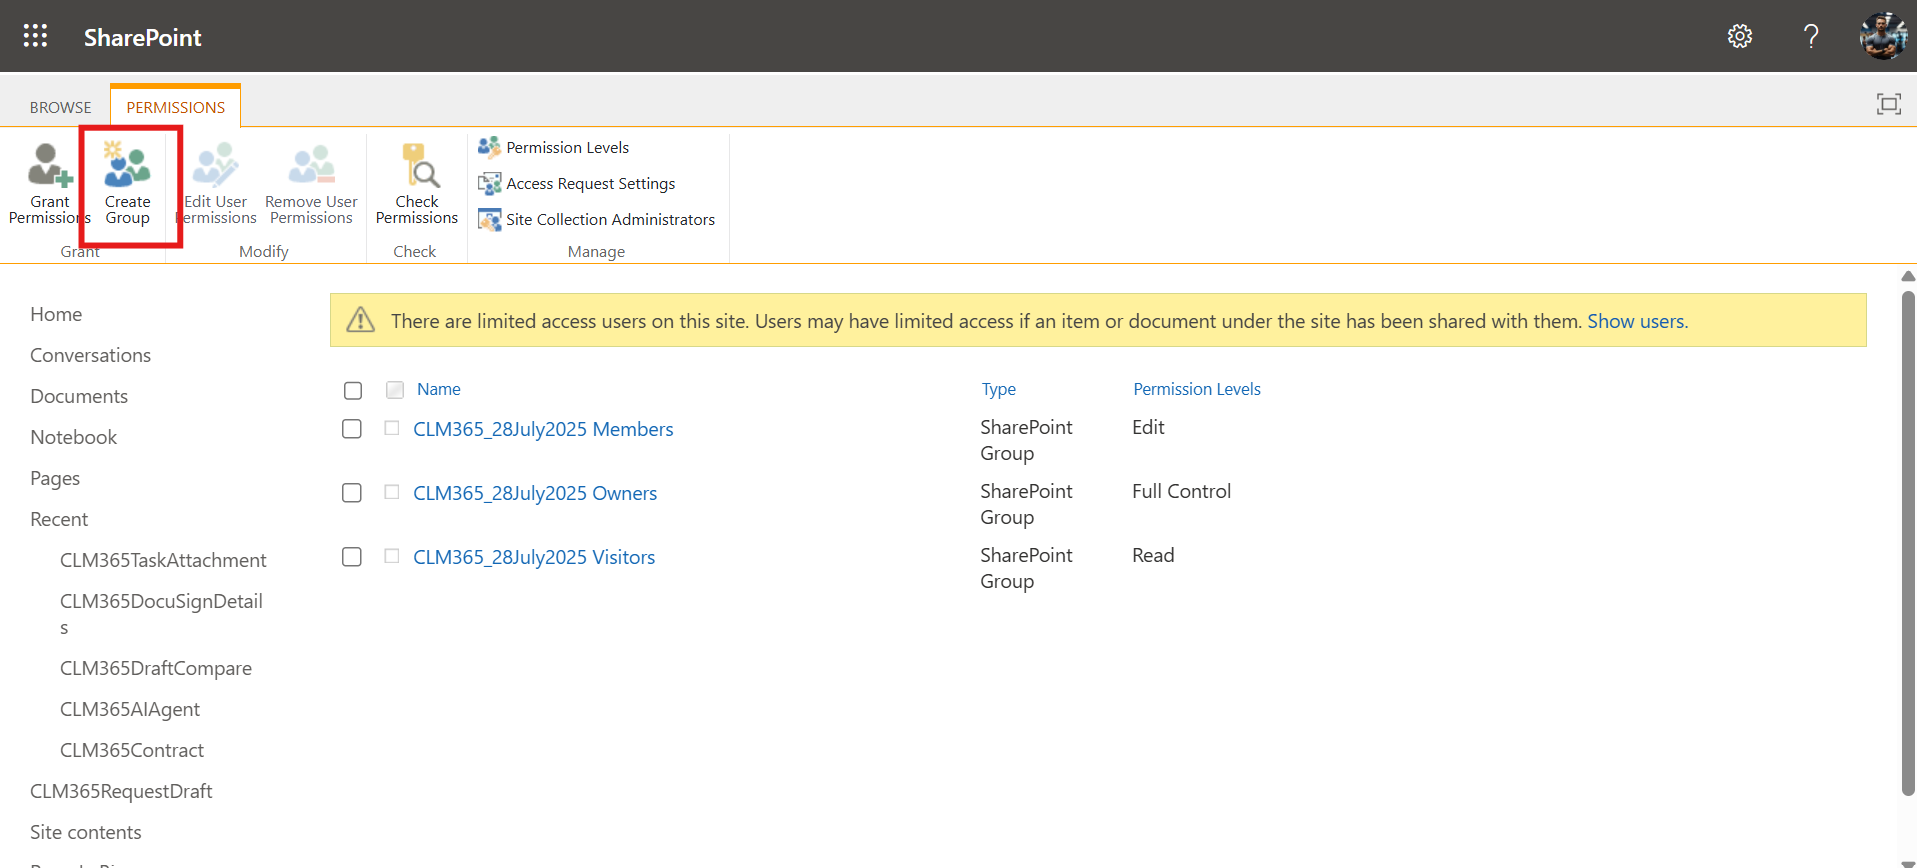 SharePoint
BROWSE
PERMISSIONS
Grant
Permissions
Create
Group
Edit User
Permissions
Remove User
Permissions
Check
Permissions
Permission Levels
Access Request Settings
Site Collection Administrators
Grant
Modify
Check
Manage
Home
Conversations
Documents
Notebook
Pages
Recent
CLM365TaskAttachment
CLM365DocuSignDetail
s
CLM365DraftCompare
CLM365AIAgent
CLM365Contract
CLM365RequestDraft
Site contents
There are limited access users on this site. Users may have limited access if an item or document under the site has been shared with them. Show users.
Name Type Permission Levels
CLM365_28July2025 Members SharePoint Edit
Group
CLM365_28July2025 Owners SharePoint Full Control
Group
CLM365_28July2025 Visitors SharePoint Read
Group